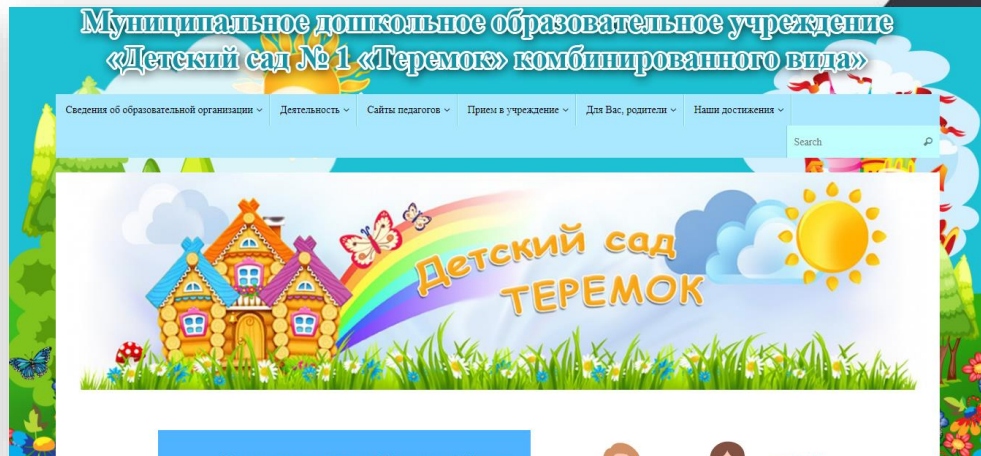 Муниципальное дошкольное образовательное учреждение
«Детский сад № 1 «Теремок» комбинированного вида»
Сведения об образовательной организации
Деятельность
Сайты педагогов
Прием в учреждение
Для Вас, родители
Наши достижения
Search
Детский сад
ТЕРЕМОК